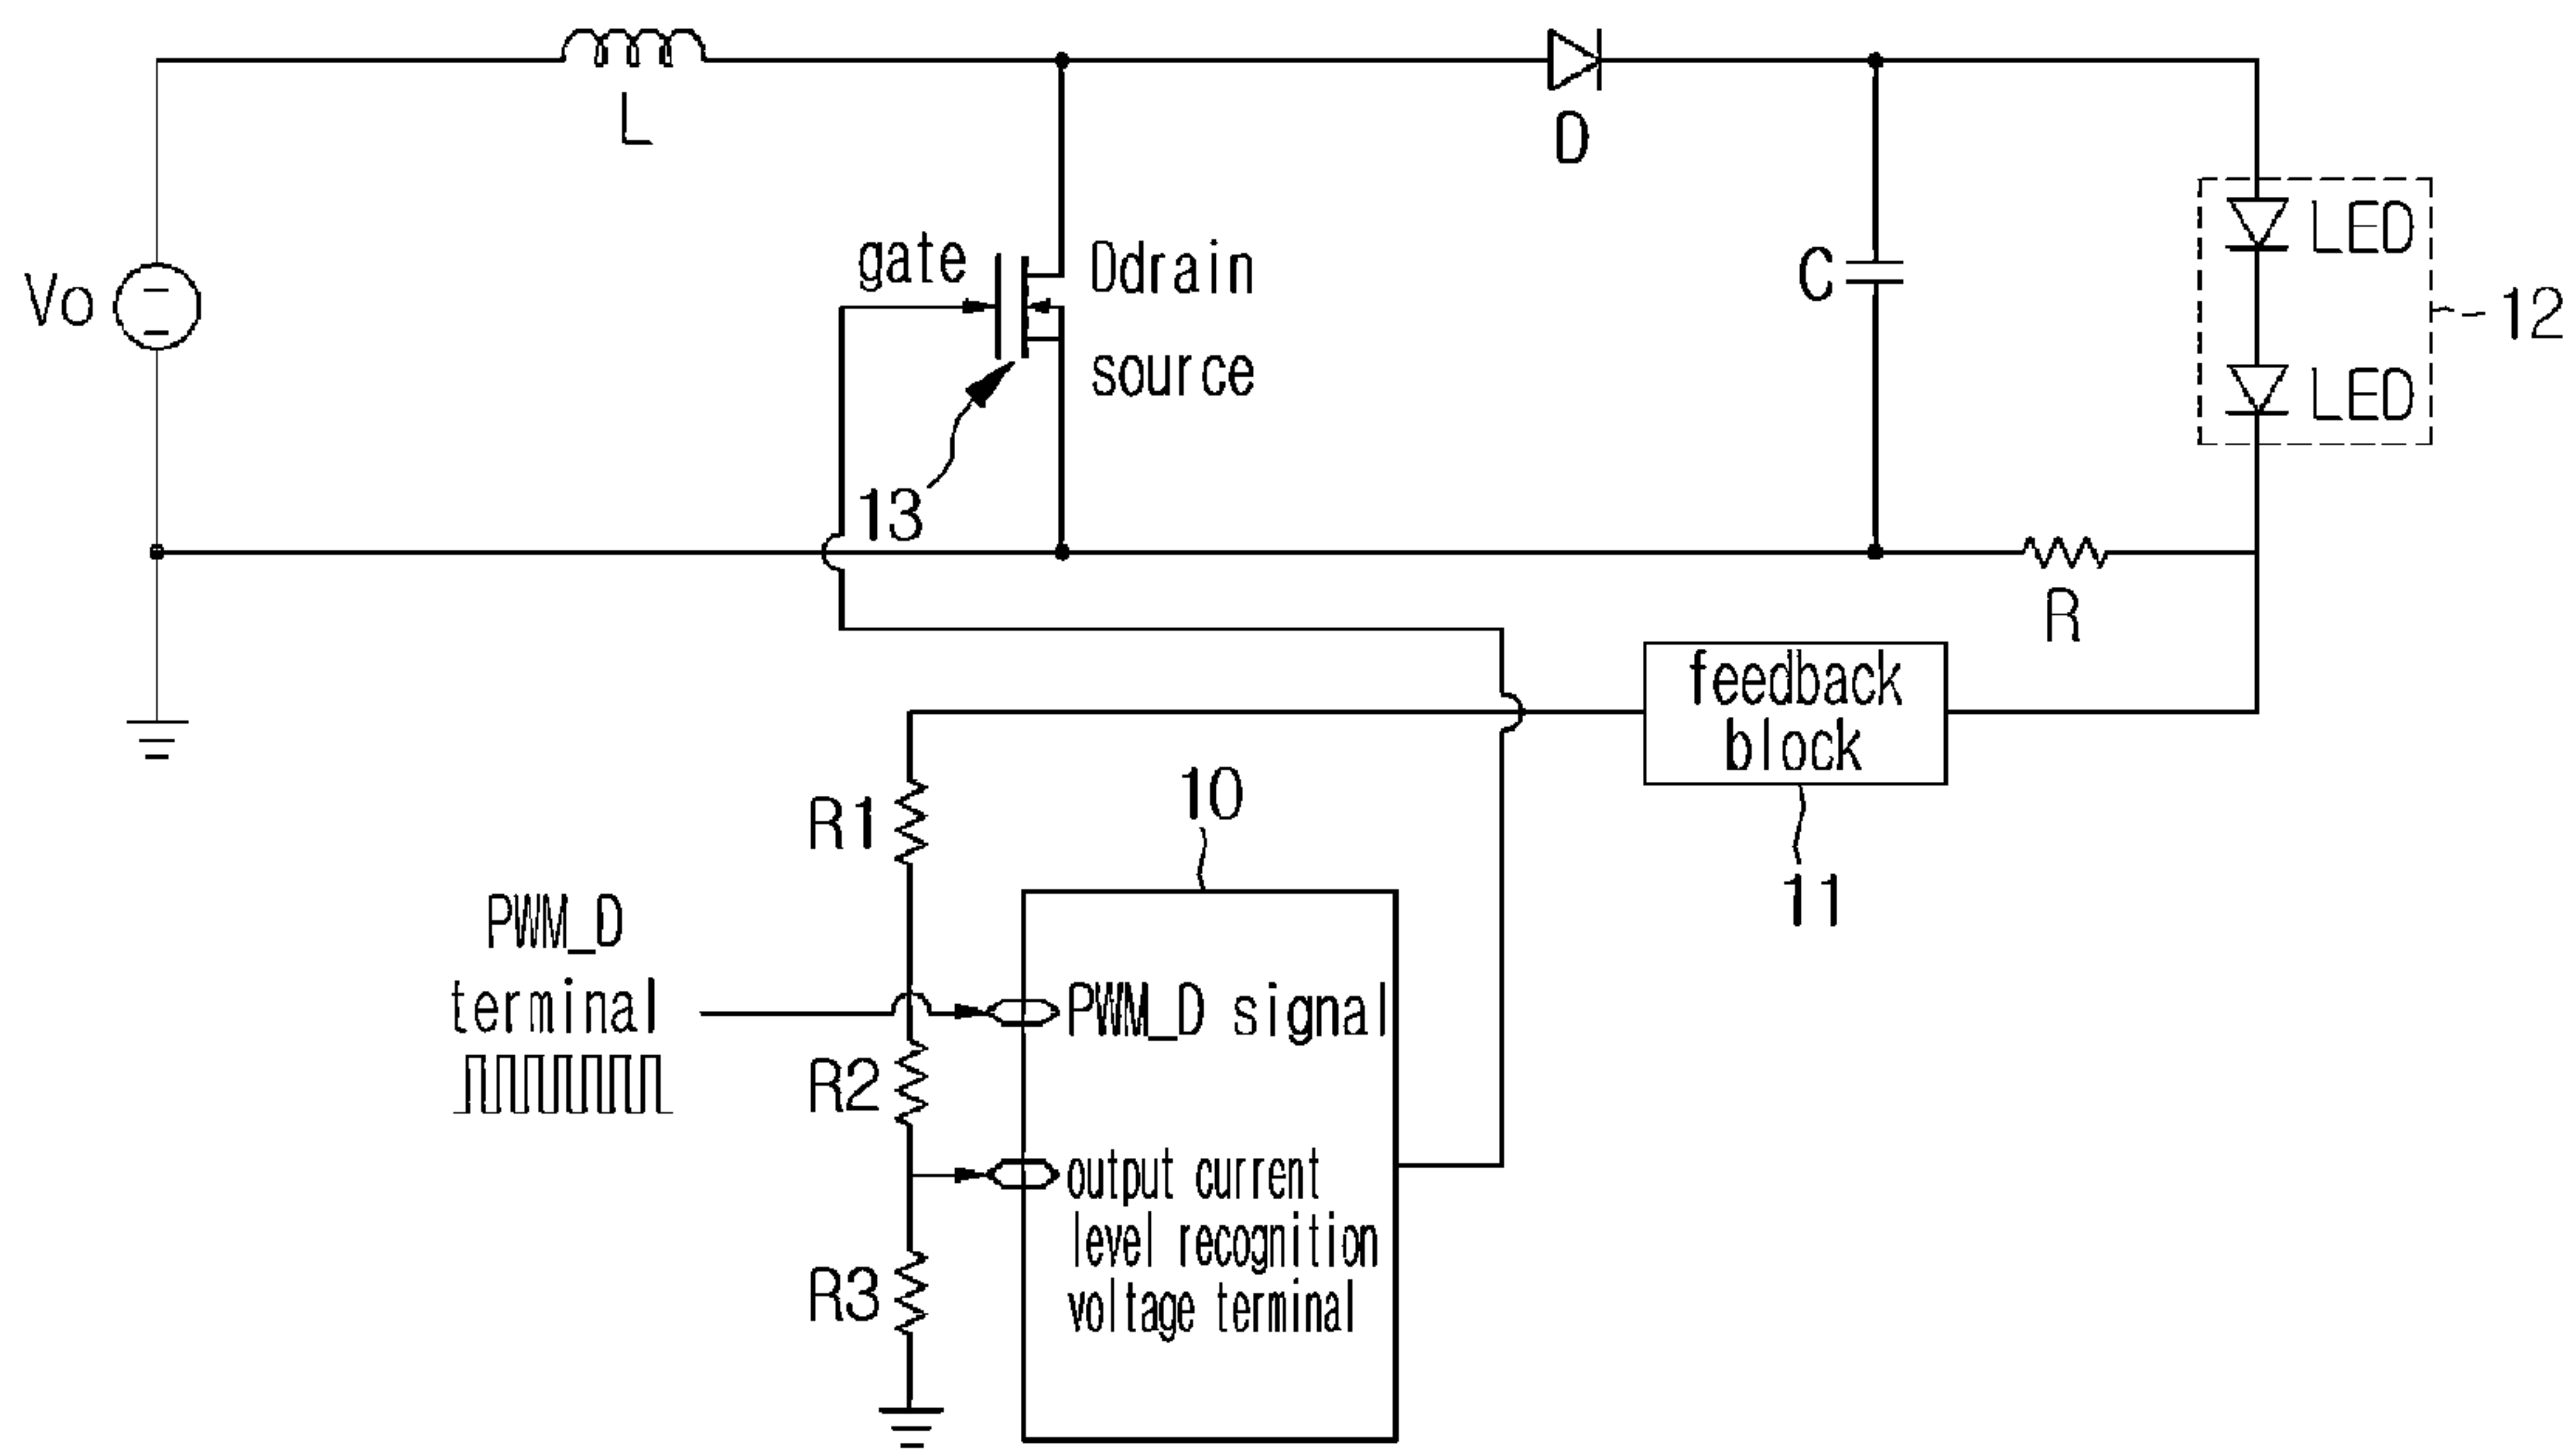 L
D
Vo
gate
Ddrain
source
13
C
LED
LED
12
R
feedback
block
11
10
R1
PWM_D
terminal
PWM_D signal
R2
output current
level recognition
voltage terminal
R3